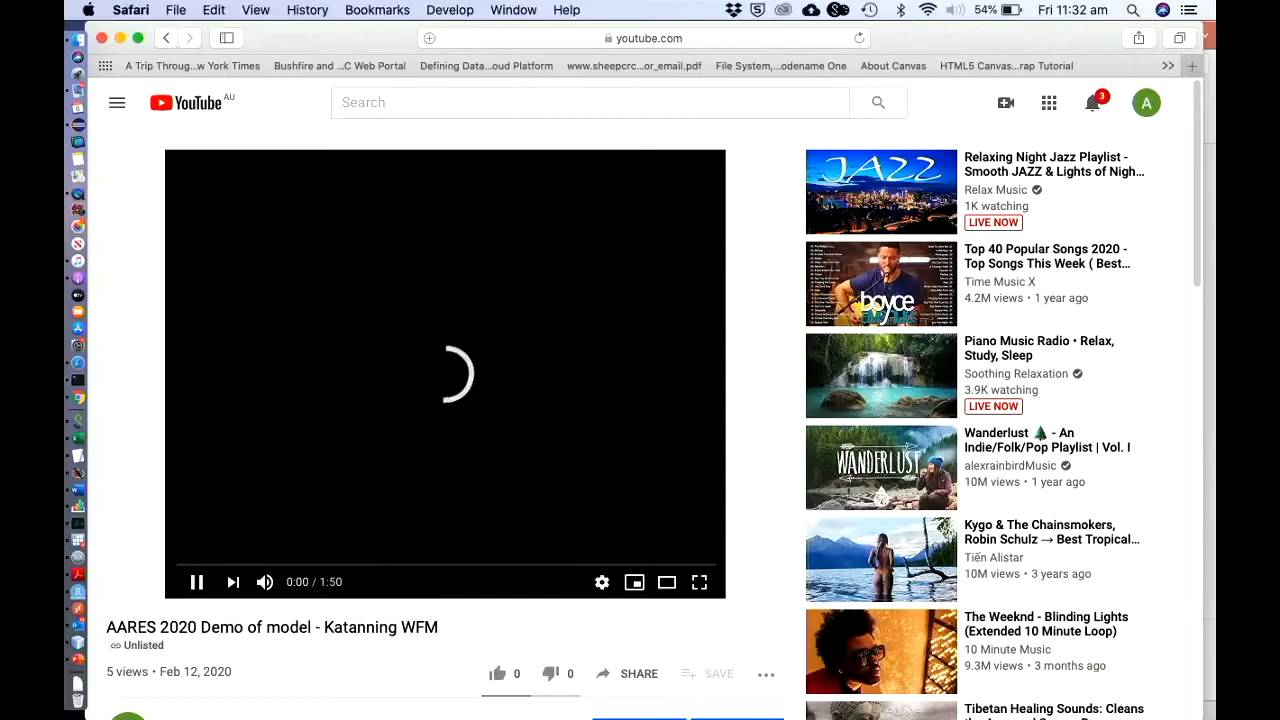 Safari File Edit View History Bookmarks Develop Window Help 54% Fri 11:32 am
youtube.com
A Trip Throug...w York Times Bushfire and ...C Web Portal Defining Data...oud Platform www.sheepcrc...or_email.pdf File System,...odename One About Canvas HTML5 Canvas...rap Tutorial
YouTube AU Search 3 A
JAZZ
Relaxing Night Jazz Playlist -
Smooth JAZZ & Lights of Nigh...
Relax Music
1K watching
LIVE NOW
boyce
avenue
Top 40 Popular Songs 2020 -
Top Songs This Week ( Best...
Time Music X
4.2M views • 1 year ago
Piano Music Radio • Relax,
Study, Sleep
Soothing Relaxation
3.9K watching
LIVE NOW
WANDERLUST
Wanderlust 🌲 - An
Indie/Folk/Pop Playlist | Vol. I
alexrainbirdMusic
10M views • 1 year ago
Kygo & The Chainsmokers,
Robin Schulz → Best Tropical...
Tiến Alistar
10M views • 3 years ago
The Weeknd - Blinding Lights
(Extended 10 Minute Loop)
10 Minute Music
9.3M views • 3 months ago
Tibetan Healing Sounds: Cleans
0:00 / 1:50
AARES 2020 Demo of model - Katanning WFM
Unlisted
5 views • Feb 12, 2020
0 0 SHARE SAVE